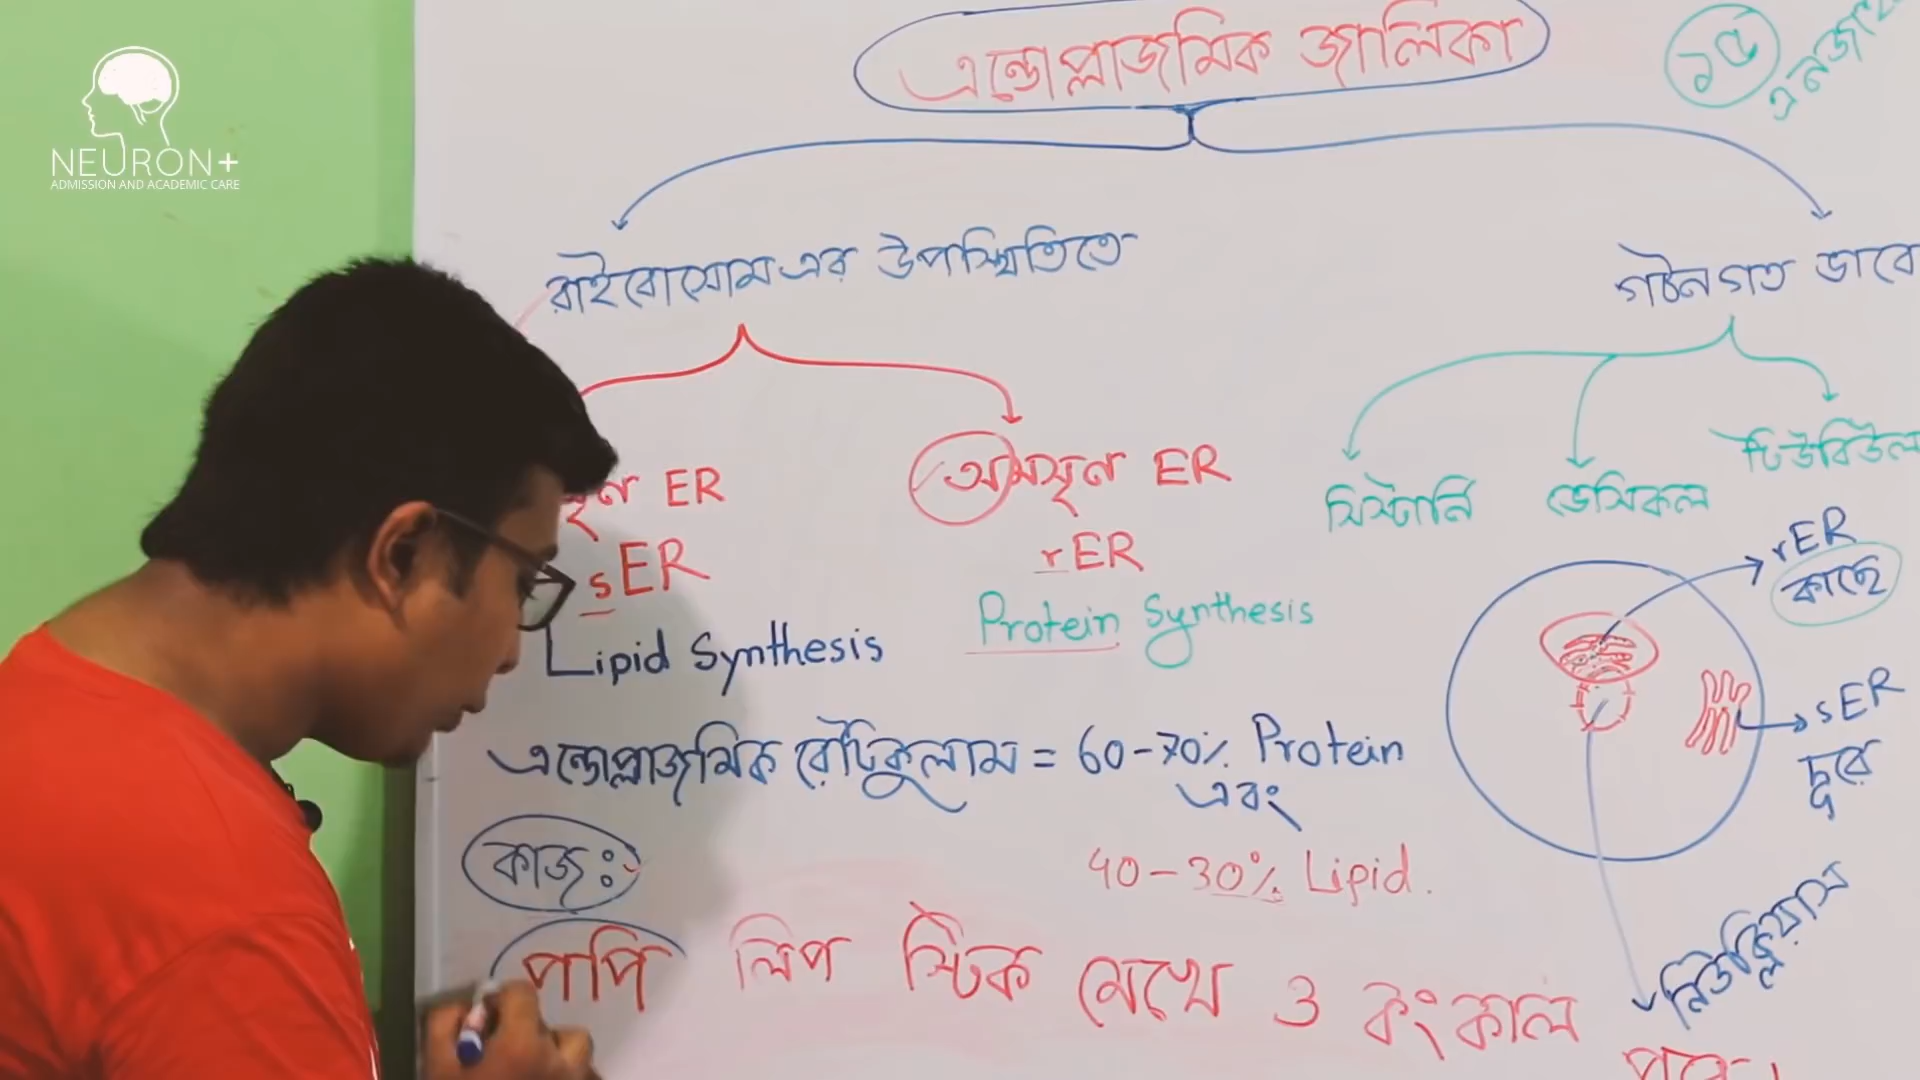 NEURON+
ADMISSION AND ACADEMIC CARE
এন্ডোপ্লাজমিক জালিকা
রাইবোসোম এর উপস্থিতিতে
গঠনগত ভাবে
ER
sER
Lipid Synthesis
অমসৃণ ER
rER
Protein Synthesis
সিস্টার্নি
ভেসিকল
টিউবিউল
rER
কাছে
sER
দূরে
নিউক্লিয়াস
এন্ডোপ্লাজমিক রেটিকুলাম = 60-70% Protein
এবং
40-30% Lipid.
কাজঃ
পপি লিপ স্টিক মেখে ও কংকাল